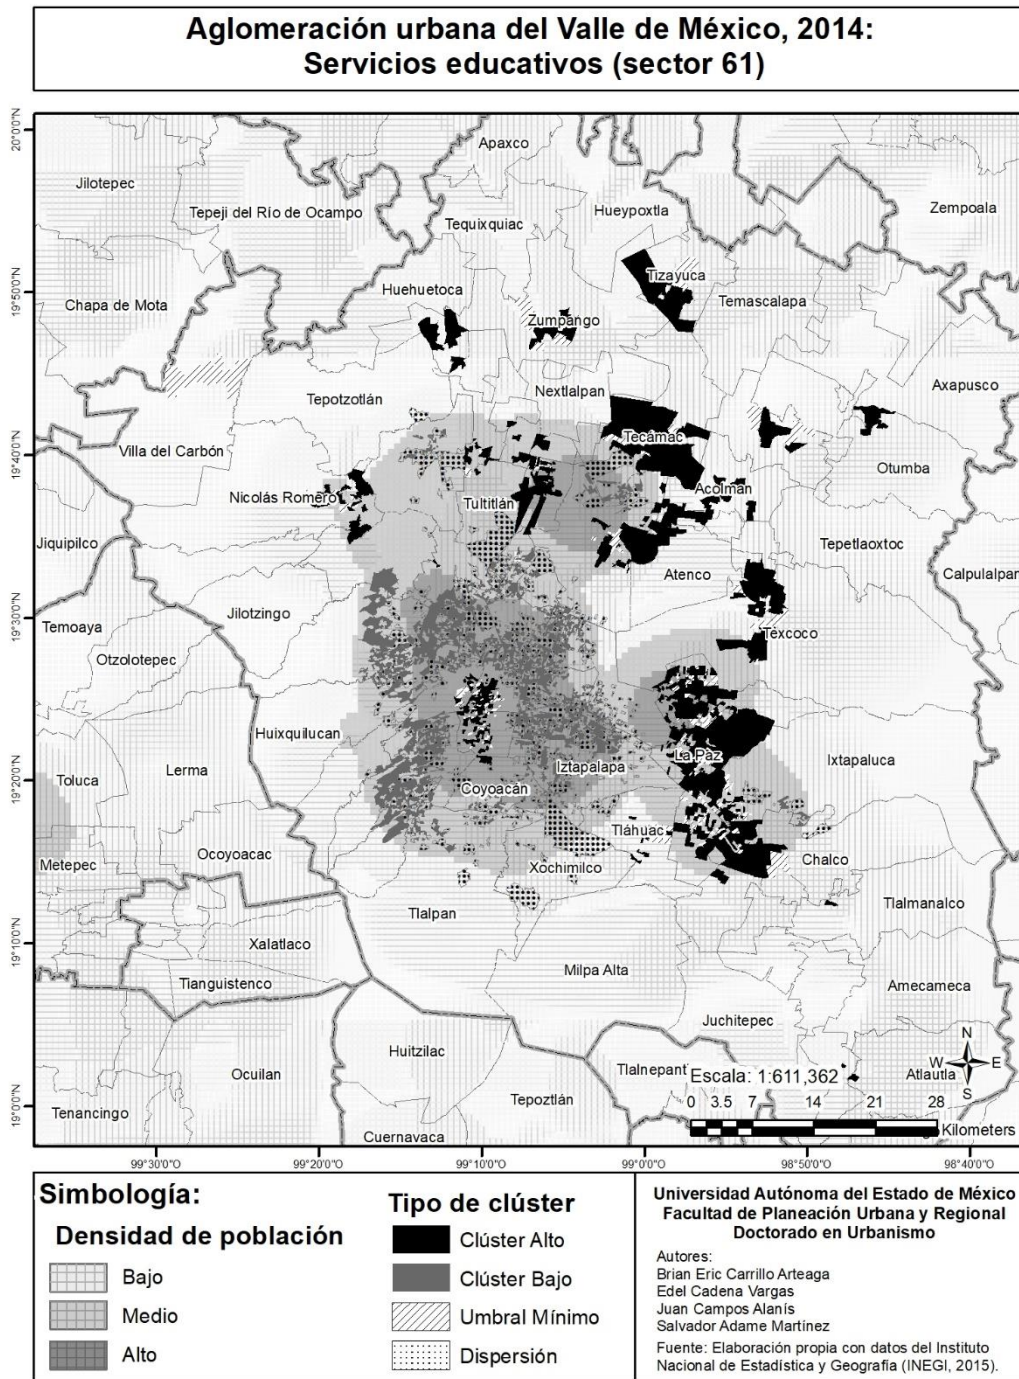 Aglomeración urbana del Valle de México, 2014:
Servicios educativos (sector 61)
20°0'0"N
19°50'0"N
19°40'0"N
19°30'0"N
19°20'0"N
19°10'0"N
19°0'0"N
Apaxco
Jilotepec
Tepeji del Río de Ocampo
Hueypoxtla
Zempoala
Tequixquiac
Tizayuca
Huehuetoca
Chapa de Mota
Temascalapa
Zumpango
Nextlalpan
Axapusco
Tepotzotlán
Tecámac
Villa del Carbón
Otumba
Nicolás Romero
Tultitlán
Acolman
Jiquipilco
Tepetlaoxtoc
Atenco
Calpulalpan
Jilotzingo
Temoaya
Texcoco
Otzolotepec
Huixquilucan
La Paz
Ixtapaluca
Iztapalapa
Toluca
Lerma
Coyoacán
Tláhuac
Metepec
Ocoyoacac
Chalco
Xochimilco
Tlalpan
Tlalmanalco
Xalatlaco
Milpa Alta
Tianguistenco
Amecameca
Juchitepec
Huitzilac
Ocuilan
Tlalnepant
Atlautla
Tepoztlán
Tenancingo
Cuernavaca
N
W
E
S
Escala: 1:611,362
0 3.5 7 14 21 28
Kilometers
99°30'0"O 99°20'0"O 99°10'0"O 99°0'0"O 98°50'0"O 98°40'0"O
Simbología:
Densidad de población
Bajo
Medio
Alto
Tipo de clúster
Clúster Alto
Clúster Bajo
Umbral Mínimo
Dispersión
Universidad Autónoma del Estado de México
Facultad de Planeación Urbana y Regional
Doctorado en Urbanismo
Autores:
Brian Eric Carrillo Arteaga
Edel Cadena Vargas
Juan Campos Alanís
Salvador Adame Martínez
Fuente: Elaboración propia con datos del Instituto
Nacional de Estadística y Geografía (INEGI, 2015).